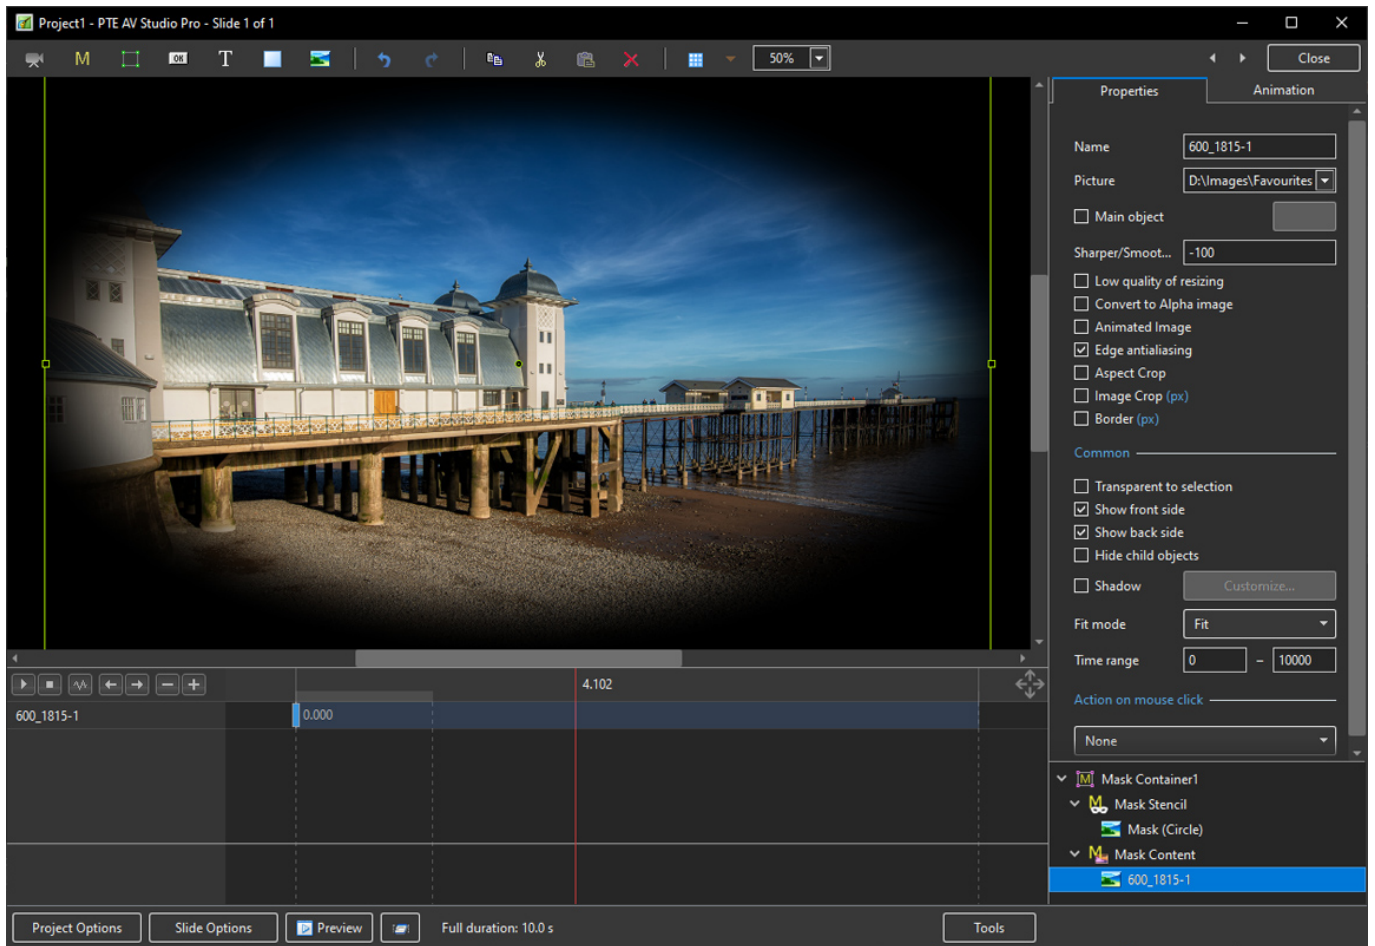 Project1 - PTE AV Studio Pro - Slide 1 of 1
M OK T 50% Close
Properties Animation
Name 600_1815-1
Picture D:\Images\Favourites
Main object
Sharper/Smoot... -100
Low quality of resizing
Convert to Alpha image
Animated Image
Edge antialiasing
Aspect Crop
Image Crop (px)
Border (px)
Common
Transparent to selection
Show front side
Show back side
Hide child objects
Shadow Customize...
Fit mode Fit
Time range 0 – 10000
Action on mouse click
None
4.102
600_1815-1 0.000
M Mask Container1
M Mask Stencil
Mask (Circle)
M Mask Content
600_1815-1
Project Options Slide Options Preview Full duration: 10.0 s Tools